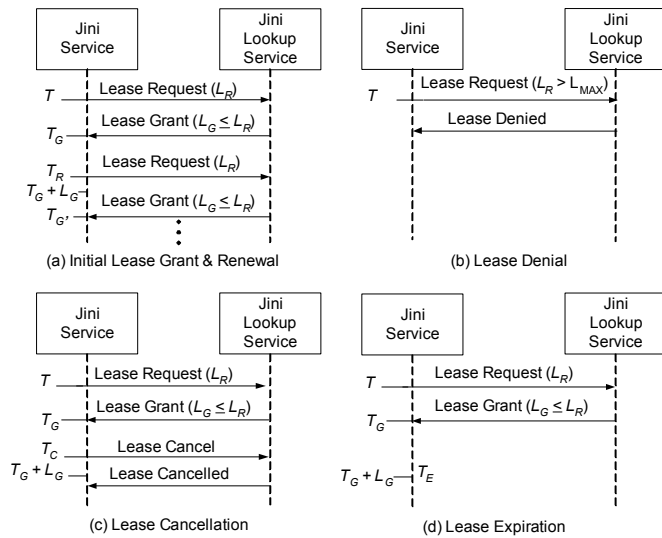 Jini
Service
Jini
Lookup
Service
T
Lease Request (L_R)
T_G
Lease Grant (L_G ≤ L_R)
T_R
Lease Request (L_R)
T_G + L_G
T_G'
Lease Grant (L_G ≤ L_R)
(a) Initial Lease Grant & Renewal
Jini
Service
Jini
Lookup
Service
T
Lease Request (L_R > L_MAX)
Lease Denied
(b) Lease Denial
Jini
Service
Jini
Lookup
Service
T
Lease Request (L_R)
T_G
Lease Grant (L_G ≤ L_R)
T_C
Lease Cancel
T_G + L_G
Lease Cancelled
(c) Lease Cancellation
Jini
Service
Jini
Lookup
Service
T
Lease Request (L_R)
T_G
Lease Grant (L_G ≤ L_R)
T_G + L_G
T_E
(d) Lease Expiration